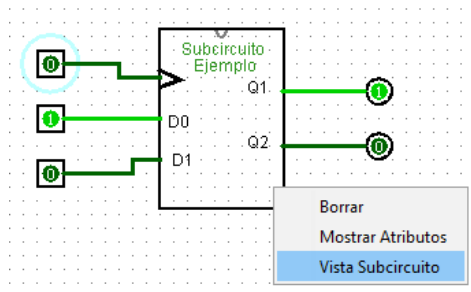 Subcircuito
Ejemplo
0
Q1
1
1
D0
Q2
0
D1
0
Borrar
Mostrar Atributos
Vista Subcircuito